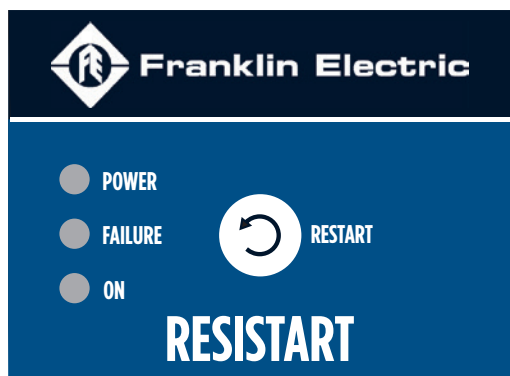 Franklin Electric
POWER
FAILURE
RESTART
ON
RESISTART